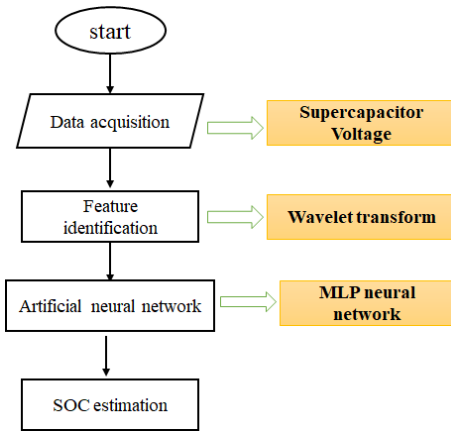 start
Data acquisition
Supercapacitor
Voltage
Feature
identification
Wavelet transform
Artificial neural network
MLP neural
network
SOC estimation